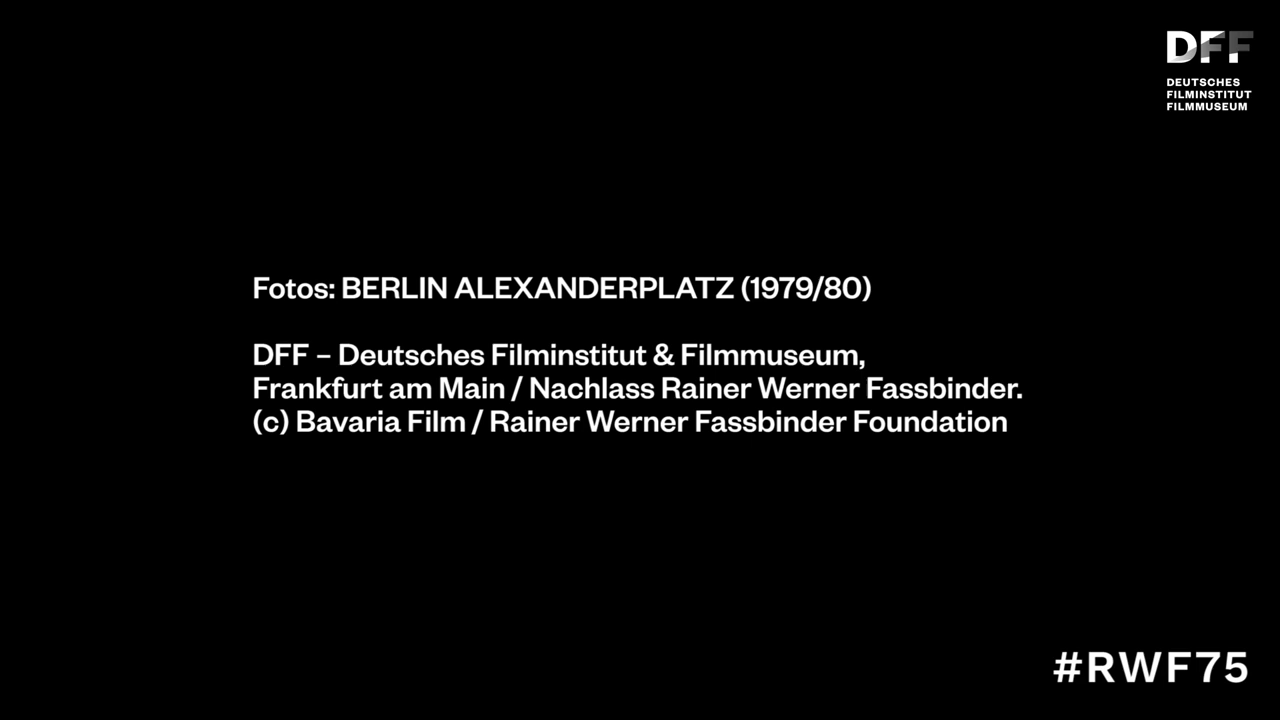 DFF
DEUTSCHES
FILMINSTITUT
FILMMUSEUM
Fotos: BERLIN ALEXANDERPLATZ (1979/80)
DFF – Deutsches Filminstitut & Filmmuseum,
Frankfurt am Main / Nachlass Rainer Werner Fassbinder.
(c) Bavaria Film / Rainer Werner Fassbinder Foundation
#RWF75